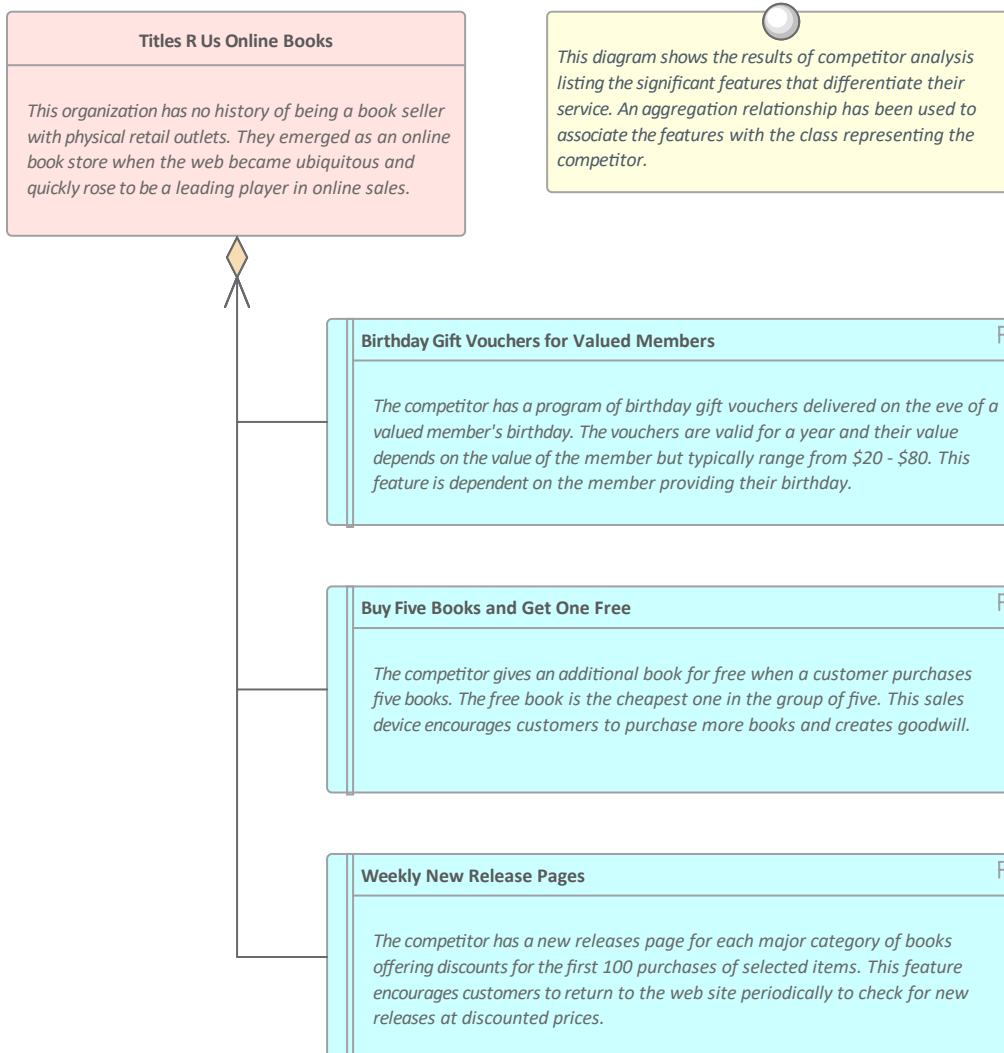 Titles R Us Online Books
This organization has no history of being a book seller
with physical retail outlets. They emerged as an online
book store when the web became ubiquitous and
quickly rose to be a leading player in online sales.
This diagram shows the results of competitor analysis
listing the significant features that differentiate their
service. An aggregation relationship has been used to
associate the features with the class representing the
competitor.
Birthday Gift Vouchers for Valued Members
F
The competitor has a program of birthday gift vouchers delivered on the eve of a
valued member's birthday. The vouchers are valid for a year and their value
depends on the value of the member but typically range from $20 - $80. This
feature is dependent on the member providing their birthday.
Buy Five Books and Get One Free
F
The competitor gives an additional book for free when a customer purchases
five books. The free book is the cheapest one in the group of five. This sales
device encourages customers to purchase more books and creates goodwill.
Weekly New Release Pages
F
The competitor has a new releases page for each major category of books
offering discounts for the first 100 purchases of selected items. This feature
encourages customers to return to the web site periodically to check for new
releases at discounted prices.